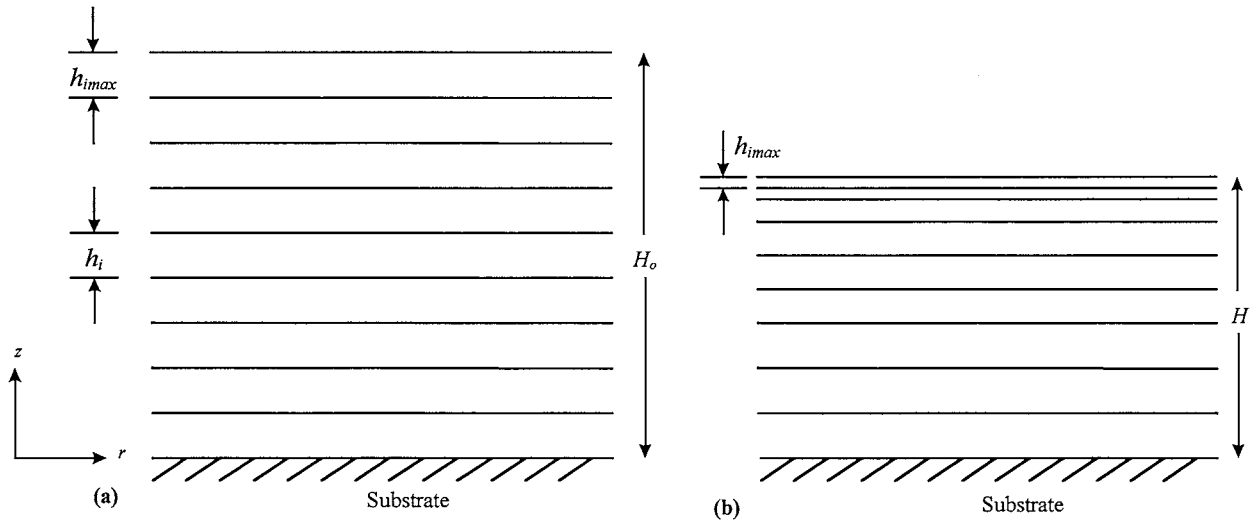 h_imax
h_i
H_o
z
r
(a)
Substrate
h_imax
H
(b)
Substrate